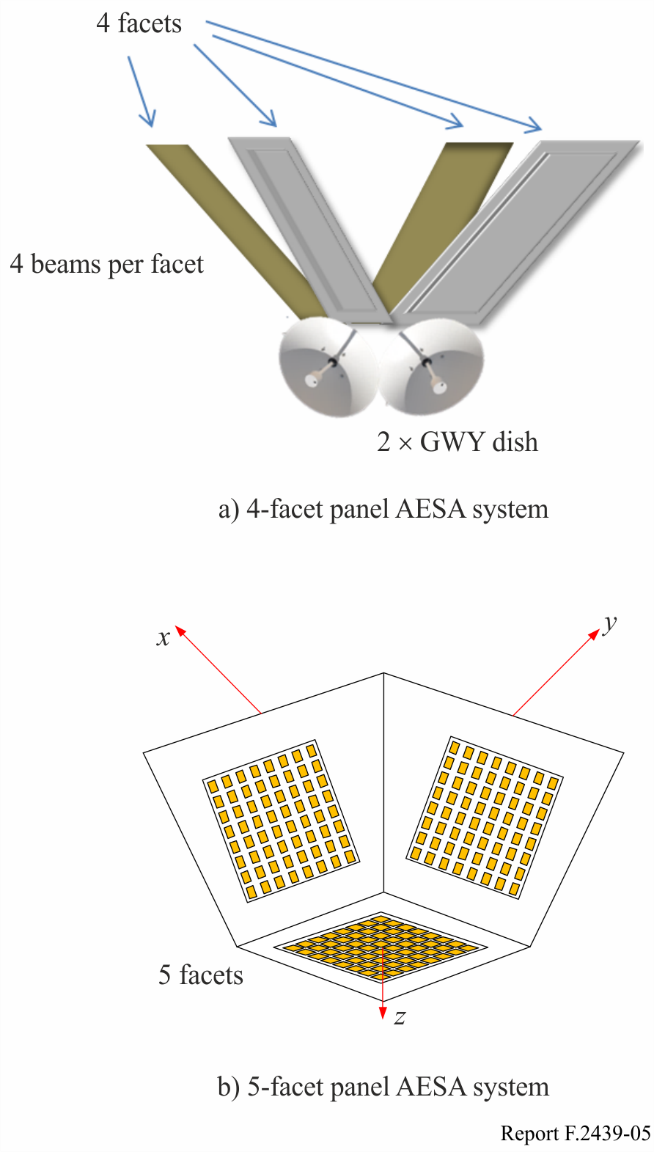 4 facets
4 beams per facet
2 × GWY dish
a) 4-facet panel AESA system
x
y
5 facets
z
b) 5-facet panel AESA system
Report F.2439-05